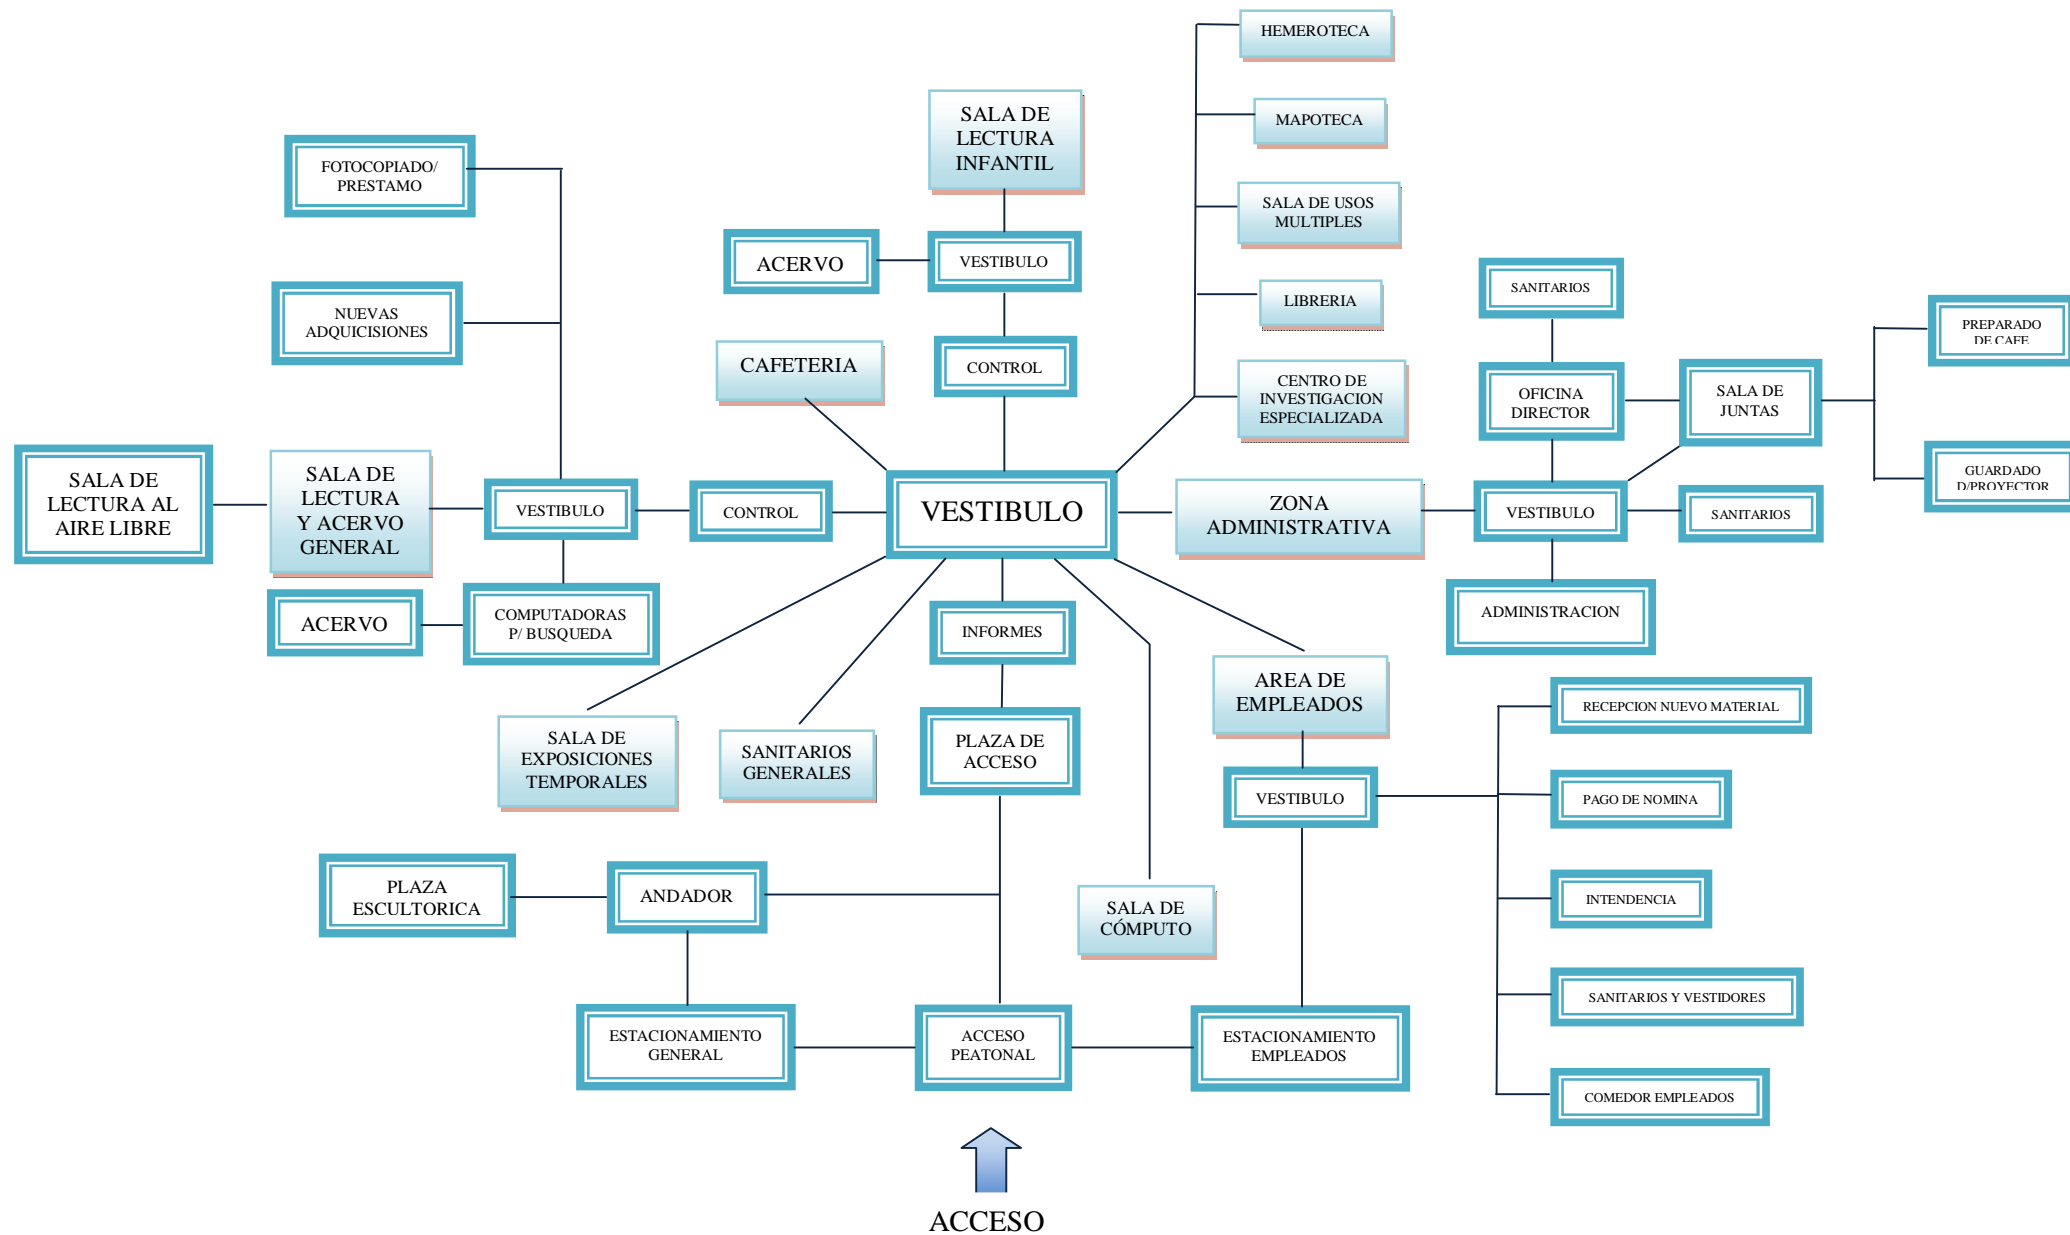 HEMEROTECA
MAPOTECA
SALA DE USOS
MULTIPLES
LIBRERIA
CENTRO DE
INVESTIGACION
ESPECIALIZADA
SALA DE
LECTURA
INFANTIL
ACERVO
VESTIBULO
CONTROL
CAFETERIA
FOTOCOPIADO/
PRESTAMO
NUEVAS
ADQUICISIONES
SALA DE
LECTURA AL
AIRE LIBRE
SALA DE
LECTURA
Y ACERVO
GENERAL
VESTIBULO
CONTROL
VESTIBULO
ZONA
ADMINISTRATIVA
VESTIBULO
SANITARIOS
SANITARIOS
OFICINA
DIRECTOR
SALA DE
JUNTAS
PREPARADO
DE CAFE
GUARDADO
D/PROYECTOR
ADMINISTRACION
ACERVO
COMPUTADORAS
P/ BUSQUEDA
INFORMES
SALA DE
EXPOSICIONES
TEMPORALES
SANITARIOS
GENERALES
PLAZA DE
ACCESO
AREA DE
EMPLEADOS
VESTIBULO
RECEPCION NUEVO MATERIAL
PAGO DE NOMINA
INTENDENCIA
SANITARIOS Y VESTIDORES
COMEDOR EMPLEADOS
PLAZA
ESCULTORICA
ANDADOR
SALA DE
CÓMPUTO
ESTACIONAMIENTO
GENERAL
ACCESO
PEATONAL
ESTACIONAMIENTO
EMPLEADOS
ACCESO